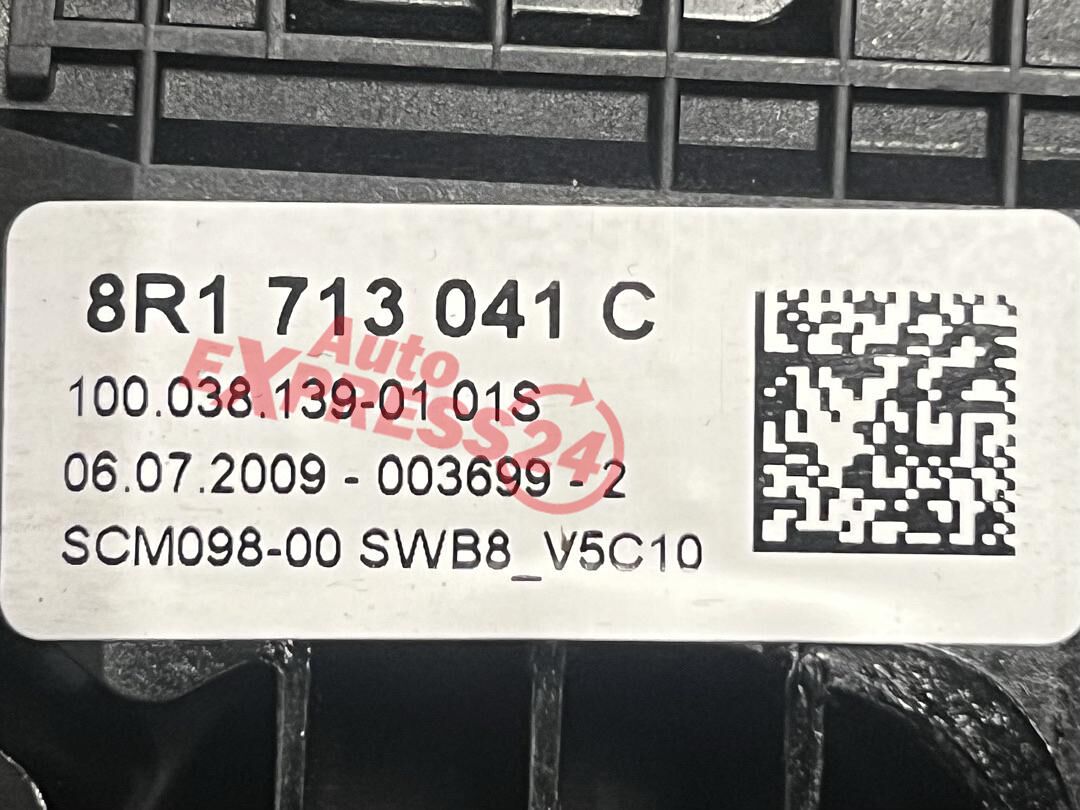 8R1 713 041 C
Auto
EXPRESS24
100.038.139-01 01S
06.07.2009 - 003699 - 2
SCM098-00 SWB8_V5C10